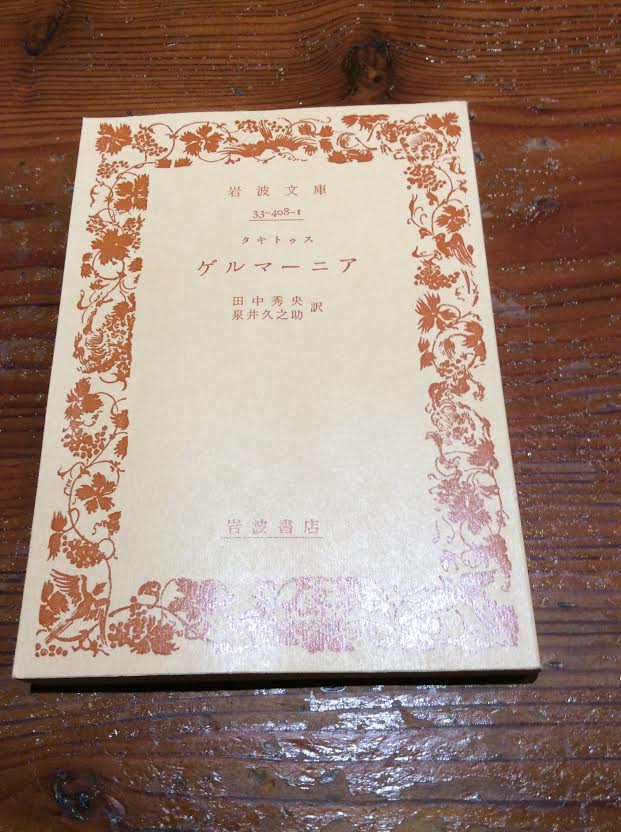 岩波文庫
33-408-1
タキトゥス
ゲルマーニア
田中秀央
泉井久之助 訳
岩波書店